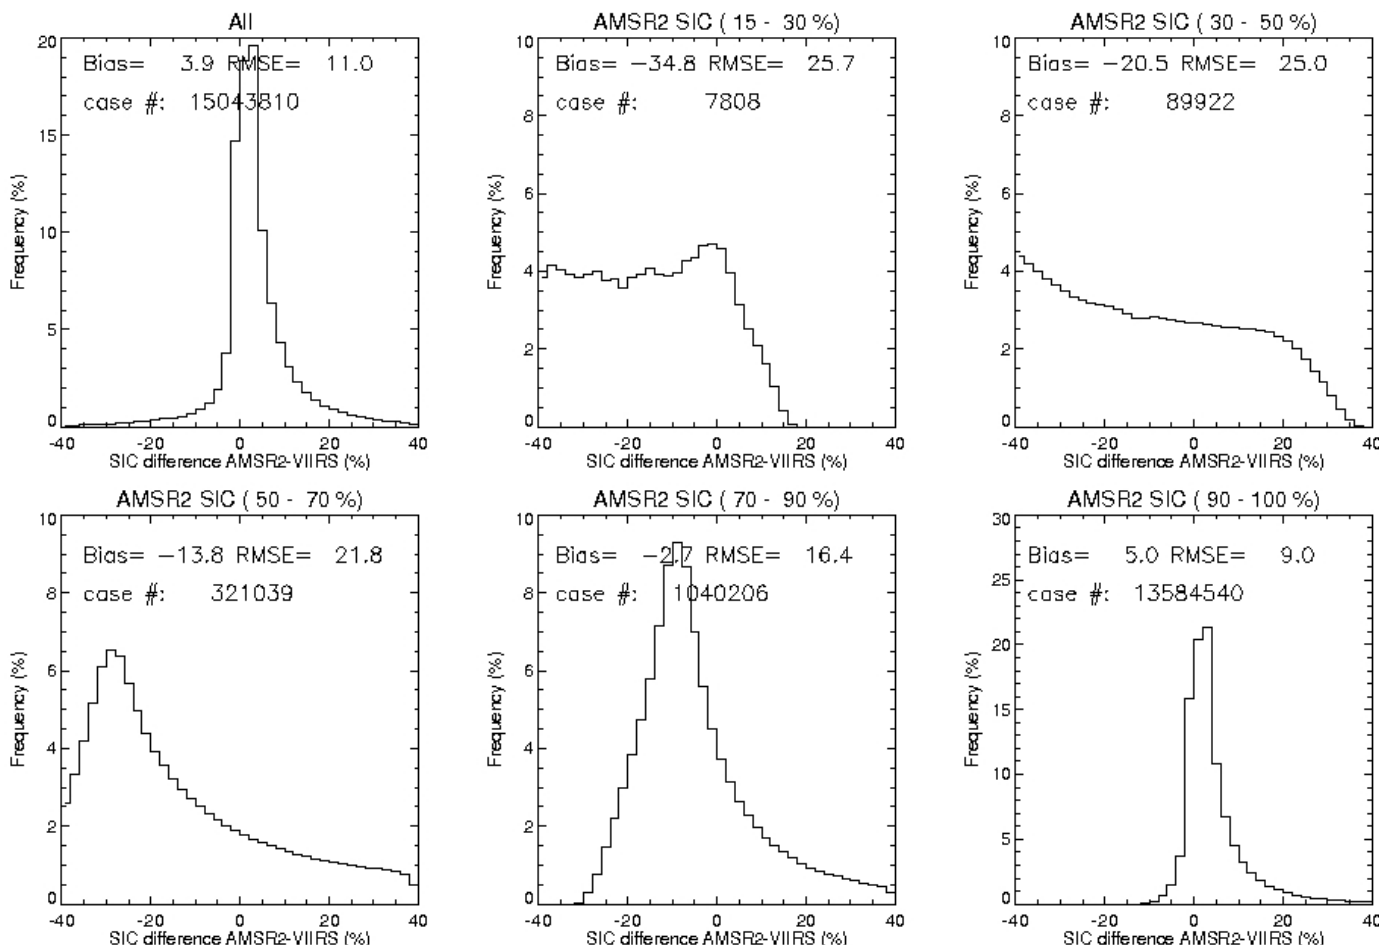 All
20
15
10
5
0
Frequency (%)
Bias= 3.9 RMSE= 11.0
case #: 15043810
-40 -20 0 20 40
SIC difference AMSR2-VIIRS (%)
AMSR2 SIC ( 15 - 30 %)
10
8
6
4
2
0
Frequency (%)
Bias= -34.8 RMSE= 25.7
case #: 7808
-40 -20 0 20 40
SIC difference AMSR2-VIIRS (%)
AMSR2 SIC ( 30 - 50 %)
10
8
6
4
2
0
Frequency (%)
Bias= -20.5 RMSE= 25.0
case #: 89922
-40 -20 0 20 40
SIC difference AMSR2-VIIRS (%)
AMSR2 SIC ( 50 - 70 %)
10
8
6
4
2
0
Frequency (%)
Bias= -13.8 RMSE= 21.8
case #: 321039
-40 -20 0 20 40
SIC difference AMSR2-VIIRS (%)
AMSR2 SIC ( 70 - 90 %)
10
8
6
4
2
0
Frequency (%)
Bias= -2.7 RMSE= 16.4
case #: 1040206
-40 -20 0 20 40
SIC difference AMSR2-VIIRS (%)
AMSR2 SIC ( 90 - 100 %)
30
25
20
15
10
5
0
Frequency (%)
Bias= 5.0 RMSE= 9.0
case #: 13584540
-40 -20 0 20 40
SIC difference AMSR2-VIIRS (%)